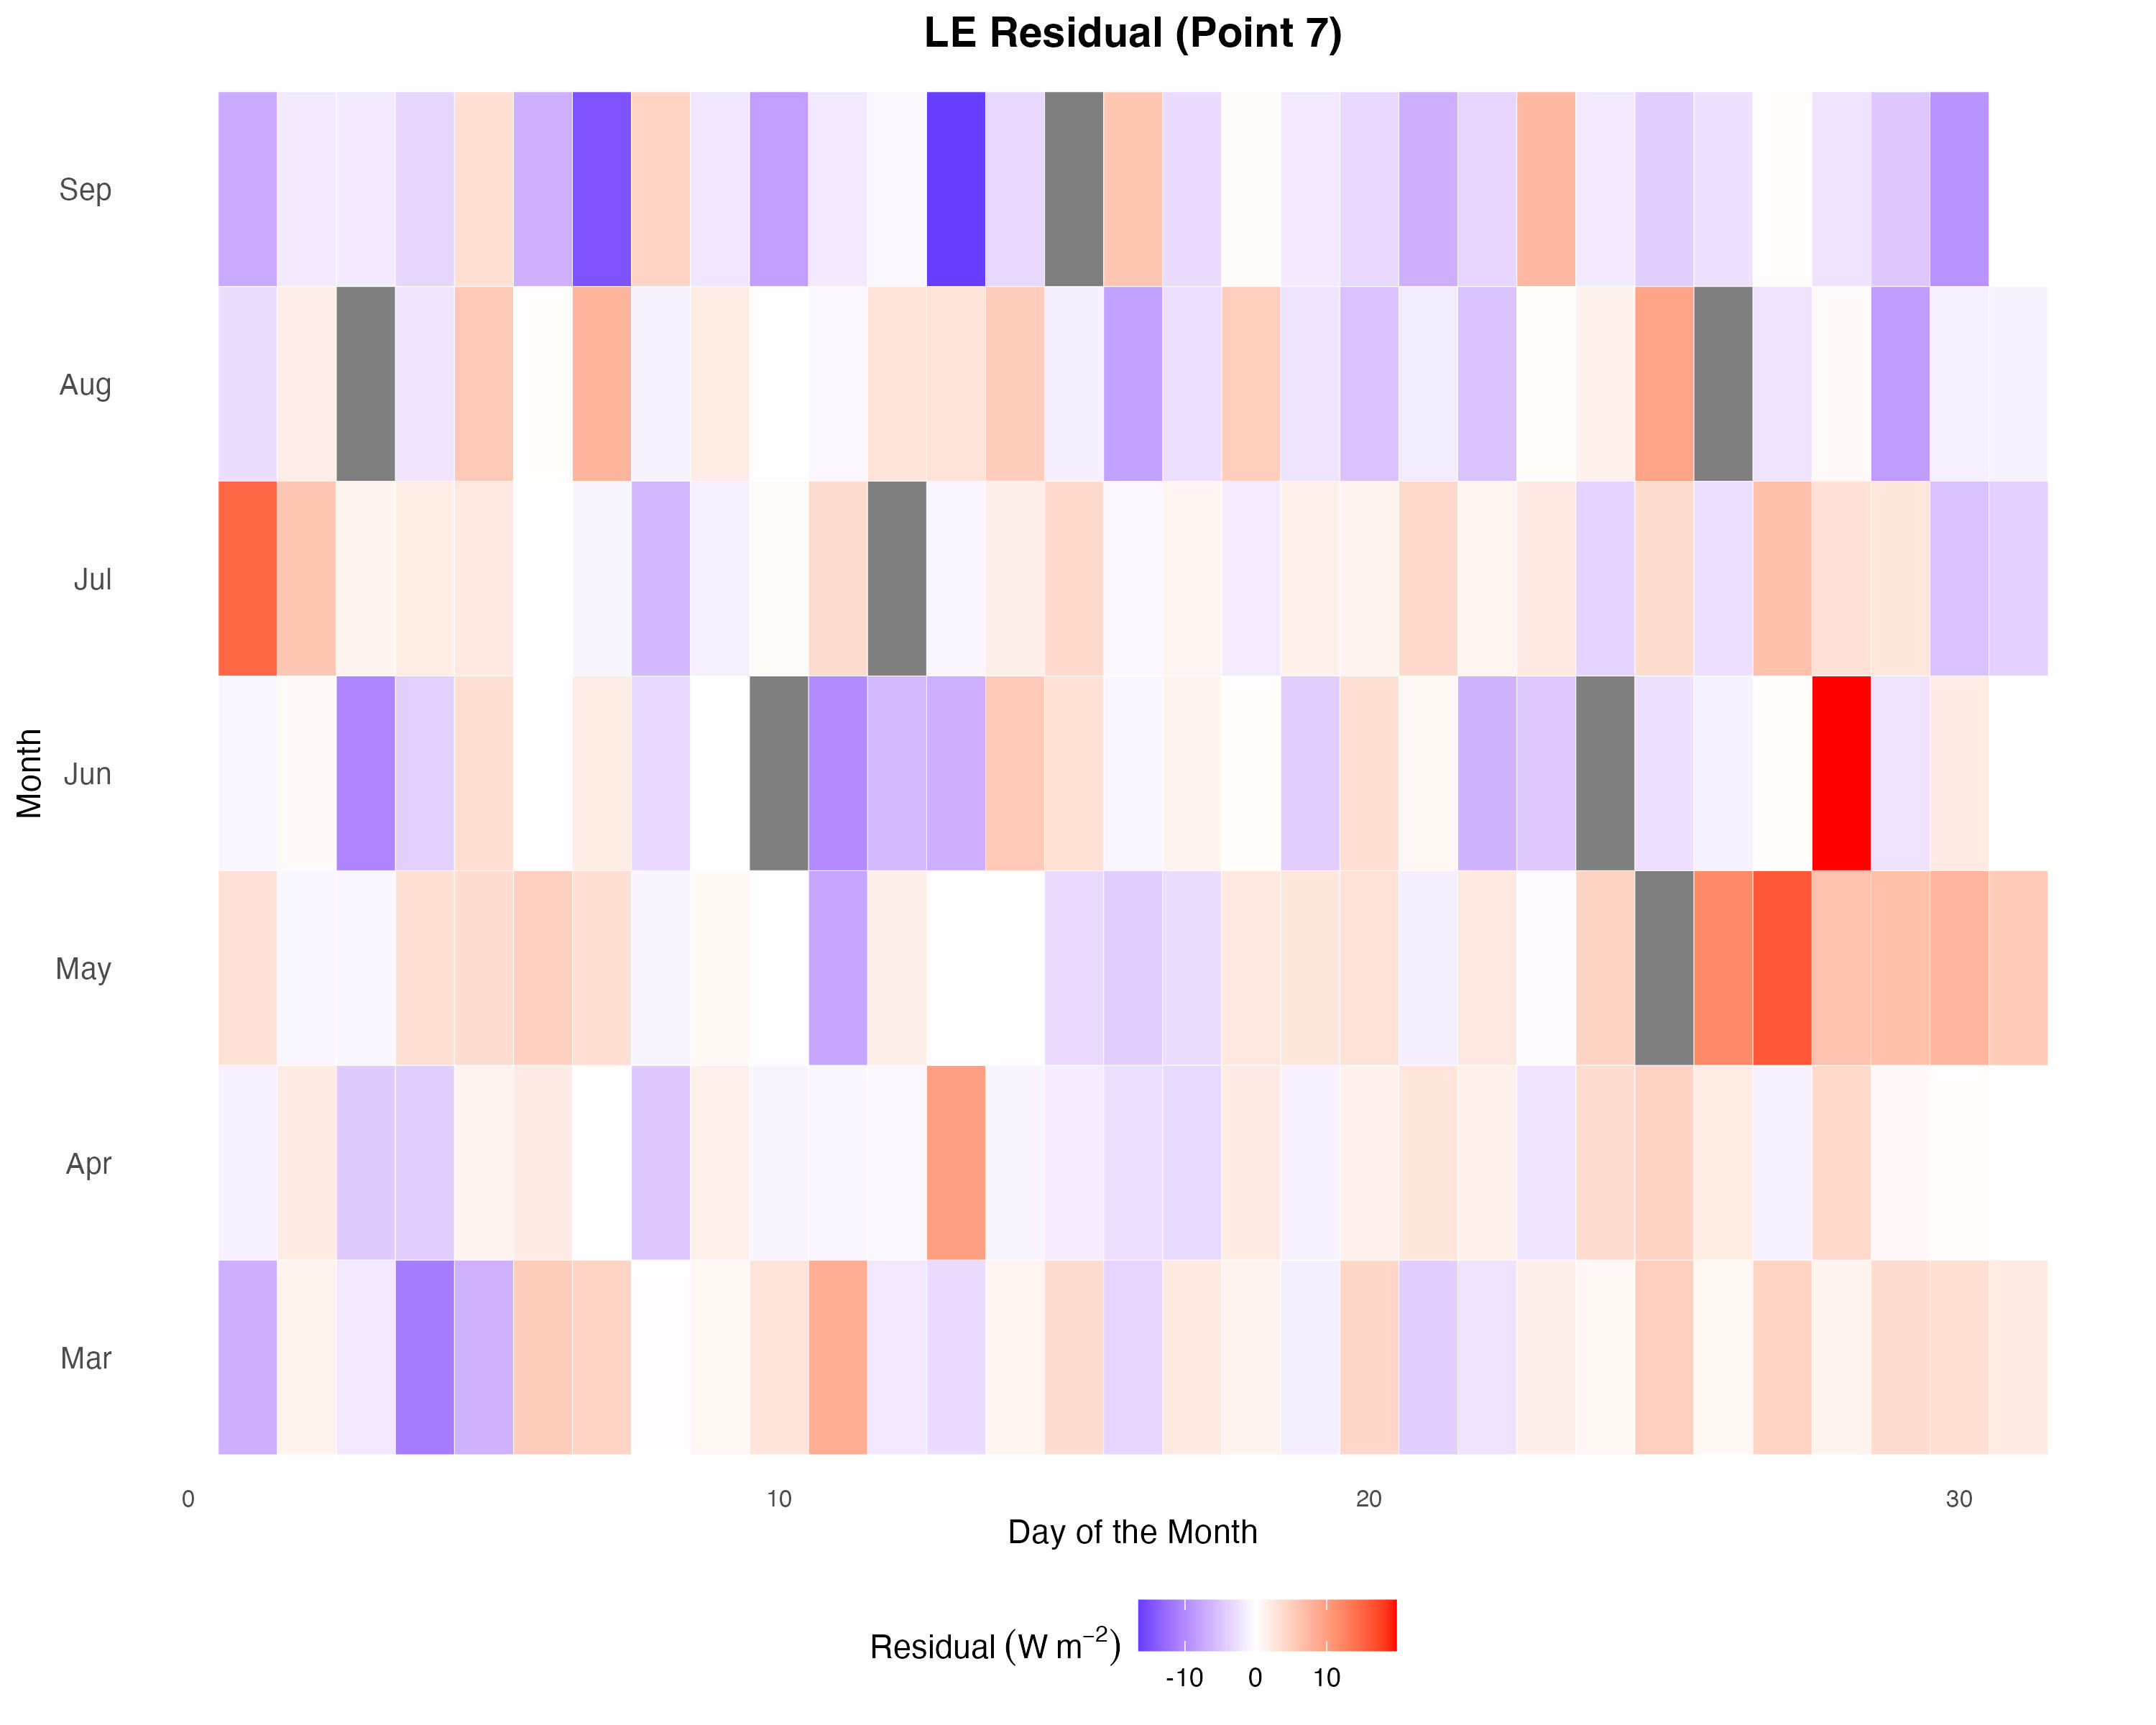 LE Residual (Point 7)
Sep
Aug
Jul
Jun
May
Apr
Mar
Month
0 10 20 30
Day of the Month
Residual (W m⁻²)
-10 0 10